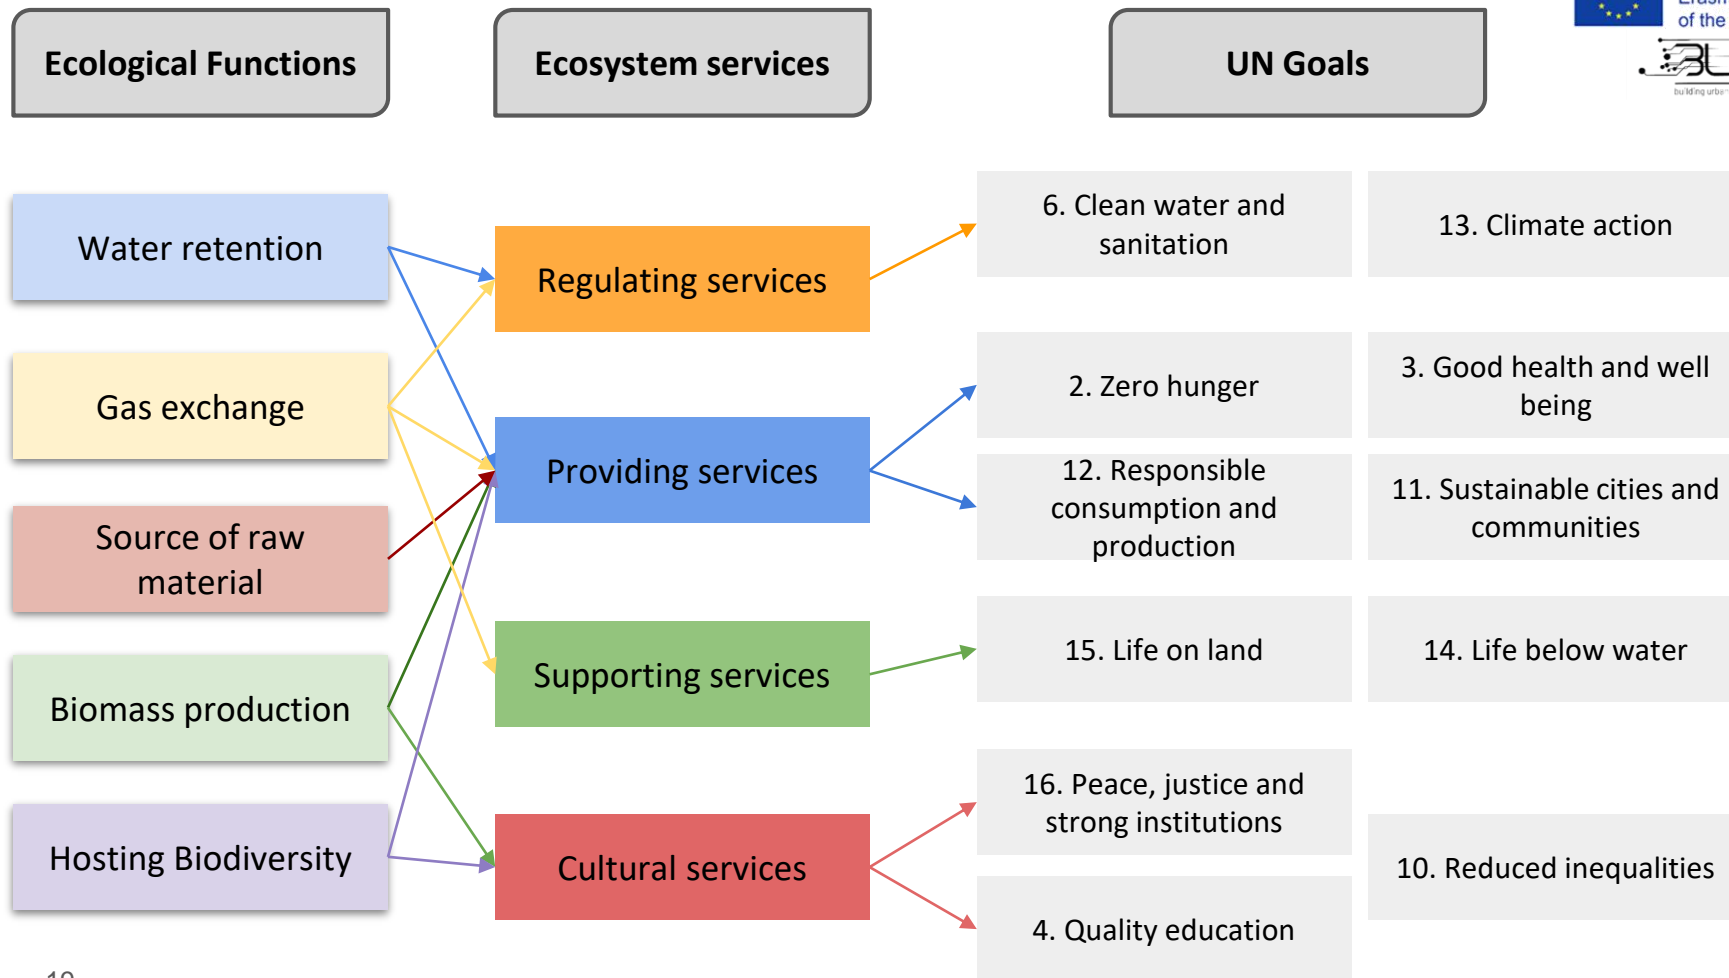 Ecological Functions
Ecosystem services
UN Goals
of the
building urban
Water retention
Gas exchange
Source of raw
material
Biomass production
Hosting Biodiversity
Regulating services
Providing services
Supporting services
Cultural services
6. Clean water and
sanitation
13. Climate action
2. Zero hunger
3. Good health and well
being
12. Responsible
consumption and
production
11. Sustainable cities and
communities
15. Life on land
14. Life below water
16. Peace, justice and
strong institutions
10. Reduced inequalities
4. Quality education